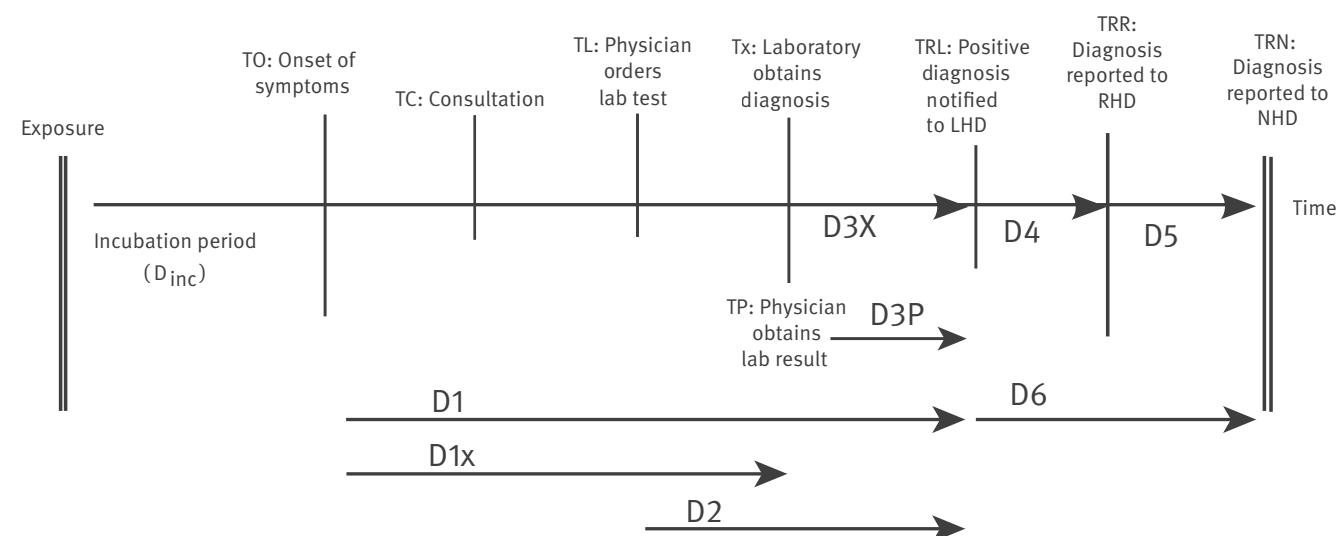 Exposure
TO: Onset of
symptoms
TC: Consultation
TL: Physician
orders
lab test
Tx: Laboratory
obtains
diagnosis
TRL: Positive
diagnosis
notified
to LHD
TRR:
Diagnosis
reported to
RHD
TRN:
Diagnosis
reported to
NHD
Time
Incubation period
(D inc)
D3X
D4
D5
TP: Physician
obtains
lab result
D3P
D1
D6
D1x
D2